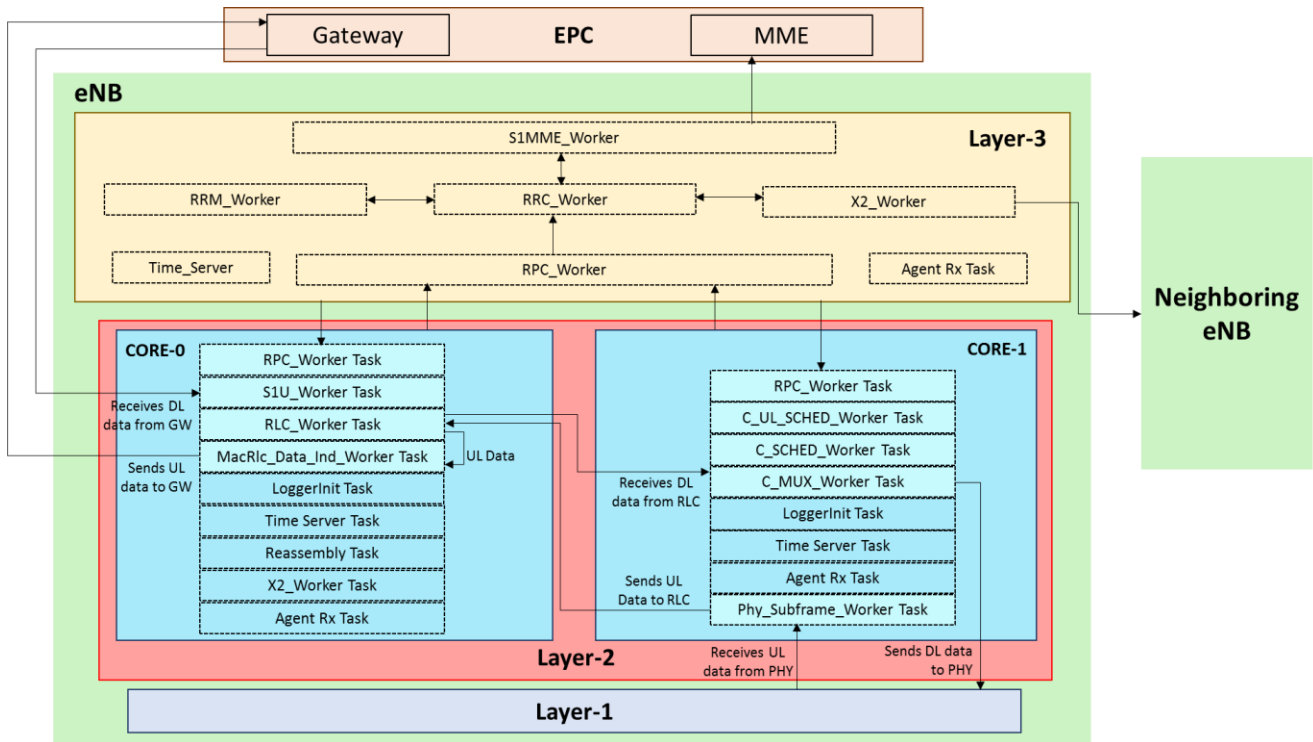 Gateway
EPC
MME
eNB
S1MME_Worker
Layer-3
RRM_Worker
RRC_Worker
X2_Worker
Time_Server
RPC_Worker
Agent Rx Task
Neighboring
eNB
CORE-0
RPC_Worker Task
S1U_Worker Task
RLC_Worker Task
MacRlc_Data_Ind_Worker Task
LoggerInit Task
Time Server Task
Reassembly Task
X2_Worker Task
Agent Rx Task
Receives DL
data from GW
Sends UL
data to GW
UL Data
CORE-1
RPC_Worker Task
C_UL_SCHED_Worker Task
C_SCHED_Worker Task
C_MUX_Worker Task
LoggerInit Task
Time Server Task
Agent Rx Task
Phy_Subframe_Worker Task
Receives DL
data from RLC
Sends UL
Data to RLC
Layer-2
Receives UL
data from PHY
Sends DL data
to PHY
Layer-1